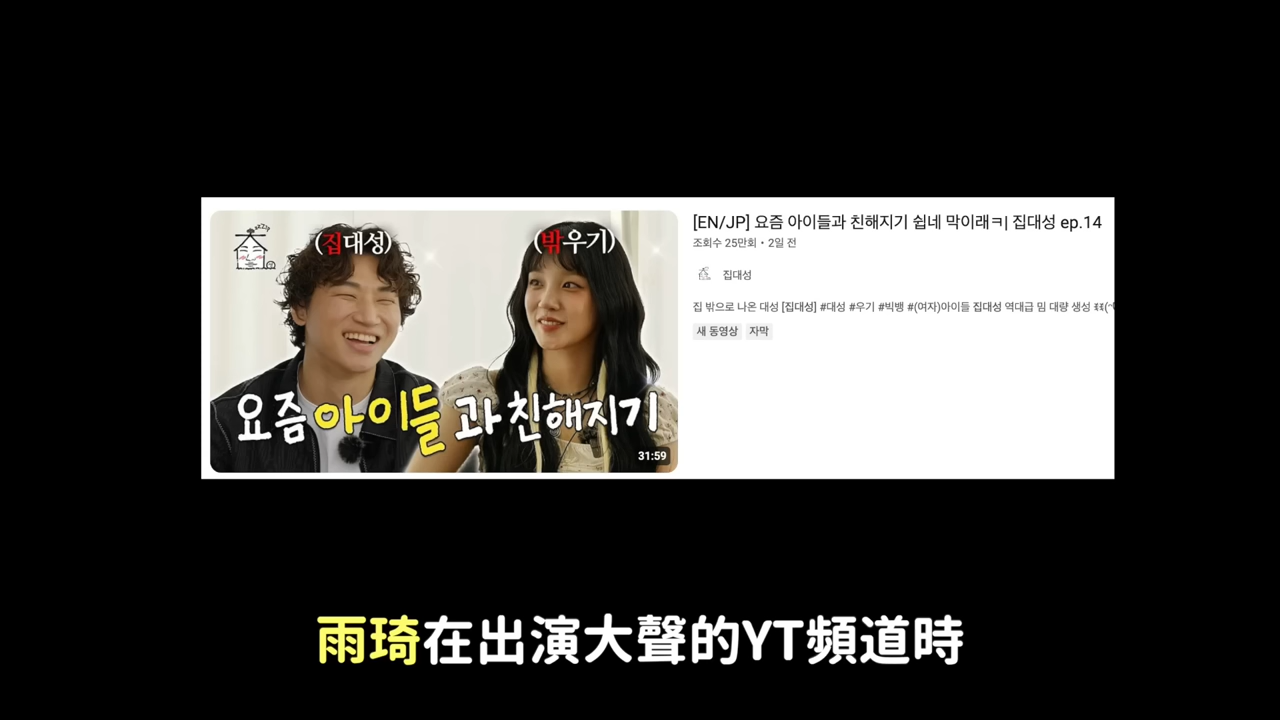 (집대성)
(밖우기)
요즘 아이들과 친해지기
31:59
[EN/JP] 요즘 아이들과 친해지기 쉽네 막이래ㅋ| 집대성 ep.14
조회수 25만회 • 2일 전
집대성
집 밖으로 나온 대성 [집대성] #대성 #우기 #빅뱅 #(여자)아이들 집대성 역대급 밈 대량 생성
새 동영상 자막
雨琦在出演大聲的YT頻道時